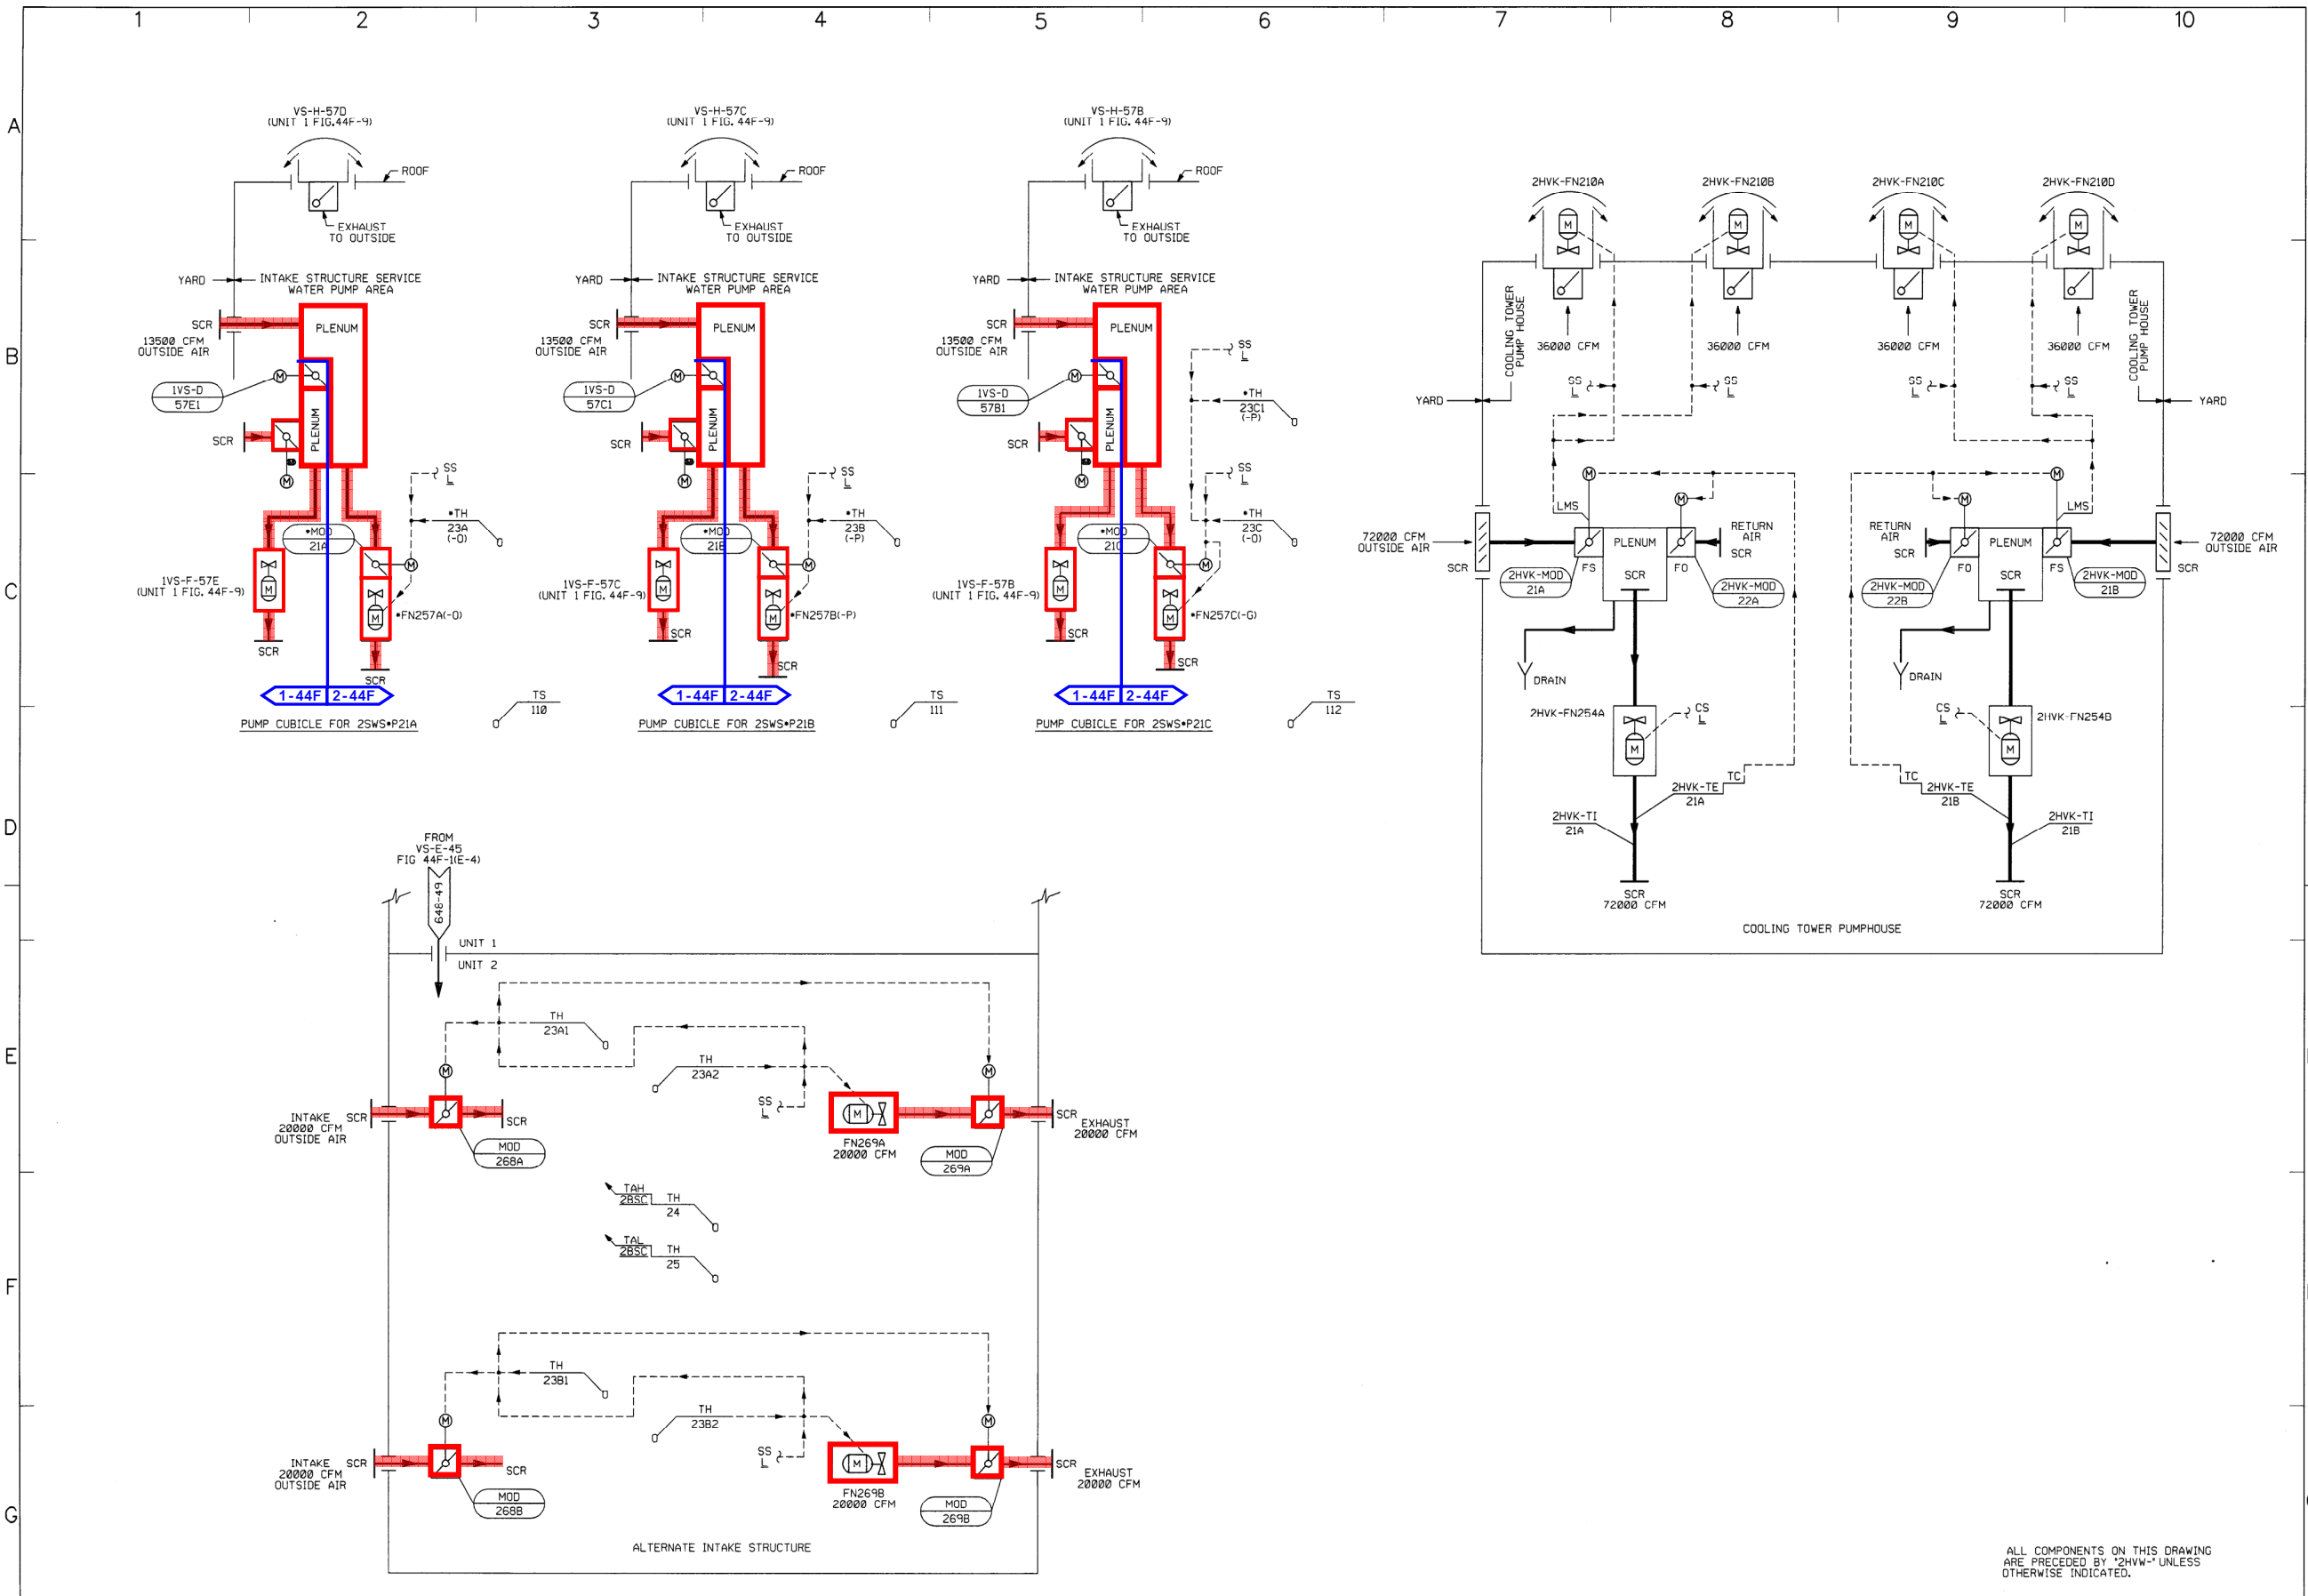 1 2 3 4 5 6 7 8 9 10
A
B
C
D
E
F
G
VS-H-57D
(UNIT 1 FIG.44F-9)
ROOF
EXHAUST
TO OUTSIDE
YARD
INTAKE STRUCTURE SERVICE
WATER PUMP AREA
SCR
PLENUM
13500 CFM
OUTSIDE AIR
M
1VS-D
57E1
PLENUM
SCR
M
SS
L
•TH
23A
(-O)
•MOD
21A
M
1VS-F-57E
(UNIT 1 FIG. 44F-9)
M
M
•FN257A(-O)
SCR
SCR
1-44F 2-44F
TS
110
PUMP CUBICLE FOR 2SWS•P21A
VS-H-57C
(UNIT 1 FIG. 44F-9)
ROOF
EXHAUST
TO OUTSIDE
YARD
INTAKE STRUCTURE SERVICE
WATER PUMP AREA
SCR
PLENUM
13500 CFM
OUTSIDE AIR
M
1VS-D
57C1
PLENUM
SCR
M
SS
L
•TH
23B
(-P)
•MOD
21B
M
1VS-F-57C
(UNIT 1 FIG. 44F-9)
M
M
•FN257B(-P)
SCR
SCR
1-44F 2-44F
TS
111
PUMP CUBICLE FOR 2SWS•P21B
VS-H-57B
(UNIT 1 FIG. 44F-9)
ROOF
EXHAUST
TO OUTSIDE
YARD
INTAKE STRUCTURE SERVICE
WATER PUMP AREA
SCR
PLENUM
13500 CFM
OUTSIDE AIR
SS
L
M
1VS-D
57B1
•TH
23C1
(-P)
PLENUM
SCR
M
SS
L
•TH
23C
(-O)
•MOD
21C
M
1VS-F-57B
(UNIT 1 FIG. 44F-9)
M
M
•FN257C(-G)
SCR
SCR
1-44F 2-44F
TS
112
PUMP CUBICLE FOR 2SWS•P21C
2HVK-FN210A 2HVK-FN210B 2HVK-FN210C 2HVK-FN210D
M M M M
COOLING TOWER
PUMP HOUSE
COOLING TOWER
PUMP HOUSE
36000 CFM 36000 CFM 36000 CFM 36000 CFM
SS
L
SS
L
SS
L
SS
L
YARD YARD
M M M M
LMS LMS
72000 CFM
OUTSIDE AIR
SCR
PLENUM
RETURN
AIR
SCR
FS
SCR
FO
2HVK-MOD
21A
2HVK-MOD
22A
DRAIN
RETURN
AIR
SCR
PLENUM
72000 CFM
OUTSIDE AIR
SCR
FO
SCR
FS
2HVK-MOD
22B
2HVK-MOD
21B
DRAIN
2HVK-FN254A
CS
L
M
CS
L
2HVK-FN254B
M
TC
2HVK-TE
21A
TC
2HVK-TE
21B
2HVK-TI
21A
2HVK-TI
21B
SCR
72000 CFM
SCR
72000 CFM
COOLING TOWER PUMPHOUSE
FROM
VS-E-45
FIG 44F-1(E-4)
648-49
UNIT 1
UNIT 2
TH
23A1
TH
23A2
M M
SS
L
INTAKE SCR
20000 CFM
OUTSIDE AIR
SCR
MOD
268A
M
FN269A
20000 CFM
MOD
269A
SCR
EXHAUST
20000 CFM
TAH
2BSC
TH
24
TAL
2BSC
TH
25
TH
23B1
TH
23B2
M M
SS
L
INTAKE SCR
20000 CFM
OUTSIDE AIR
SCR
MOD
268B
M
FN269B
20000 CFM
MOD
269B
SCR
EXHAUST
20000 CFM
ALTERNATE INTAKE STRUCTURE
ALL COMPONENTS ON THIS DRAWING
ARE PRECEDED BY "2HVW-" UNLESS
OTHERWISE INDICATED.